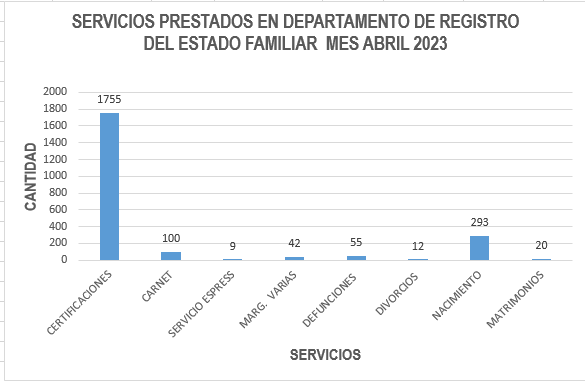 SERVICIOS PRESTADOS EN DEPARTAMENTO DE REGISTRO
DEL ESTADO FAMILIAR  MES ABRIL 2023
CANTIDAD
2000
1800
1600
1400
1200
1000
800
600
400
200
0
1755
100
9
42
55
12
293
20
CERTIFICACIONES
CARNET
SERVICIO ESPRESS
MARG.  VARIAS
DEFUNCIONES
DIVORCIOS
NACIMIENTO
MATRIMONIOS
SERVICIOS